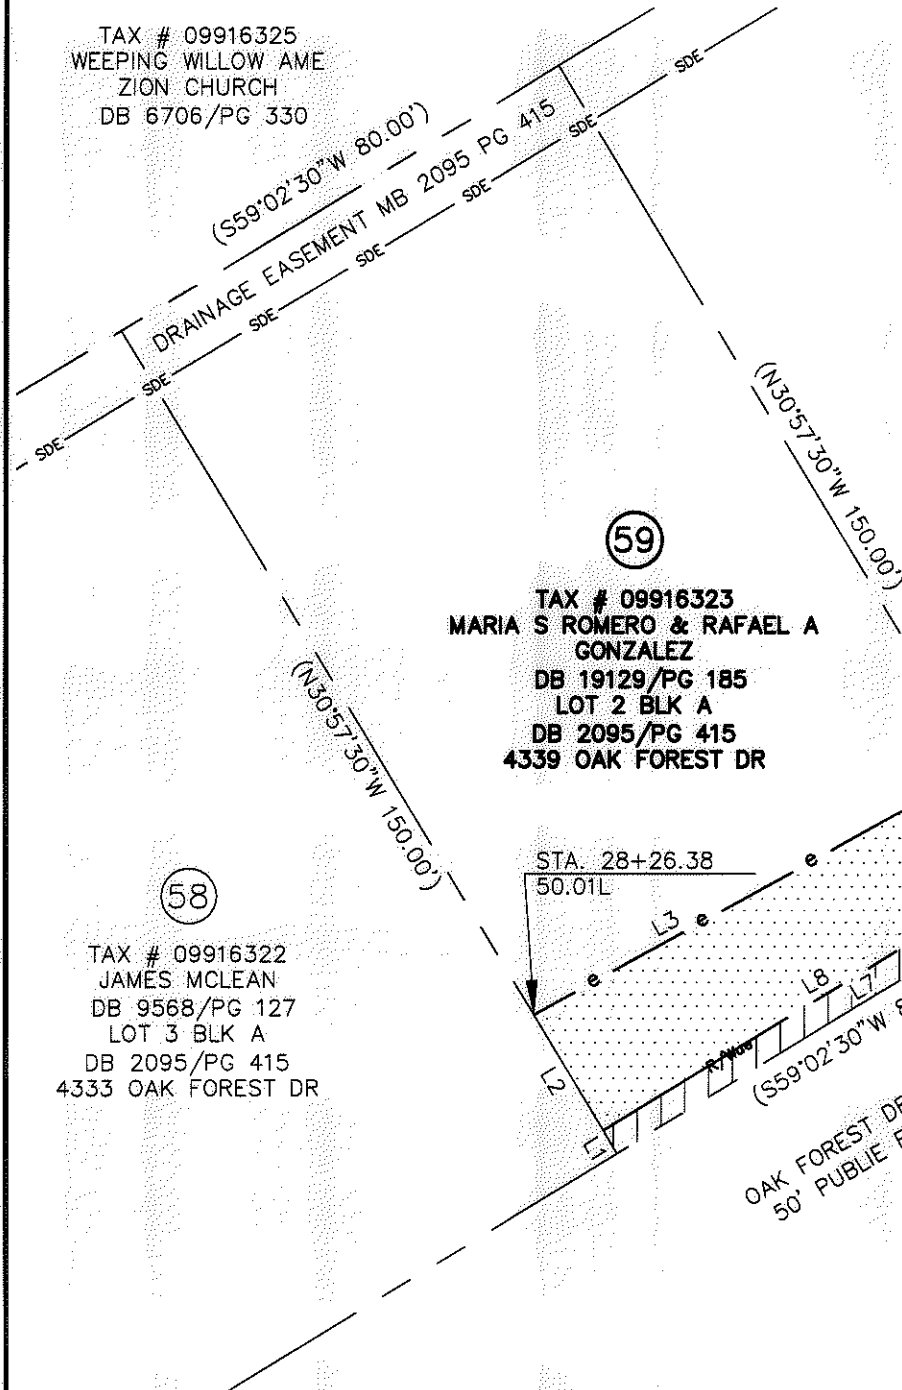 TAX # 09916325
WEEPING WILLOW AME
ZION CHURCH
DB 6706/PG 330
(S59°02'30"W 80.00')
DRAINAGE EASEMENT MB 2095 PG 415
SDE
SDE
SDE
SDE
SDE
SDE
SDE
(N30°57'30"W 150.00')
(N30°57'30"W 150.00')
59
TAX # 09916323
MARIA S ROMERO & RAFAEL A
GONZALEZ
DB 19129/PG 185
LOT 2 BLK A
DB 2095/PG 415
4339 OAK FOREST DR
58
TAX # 09916322
JAMES MCLEAN
DB 9568/PG 127
LOT 3 BLK A
DB 2095/PG 415
4333 OAK FOREST DR
STA. 28+26.38
50.01L
e
L3
e
e
L8
L7
L2
L1
(S59°02'30"W 8
OAK FOREST
50' PUBLIE